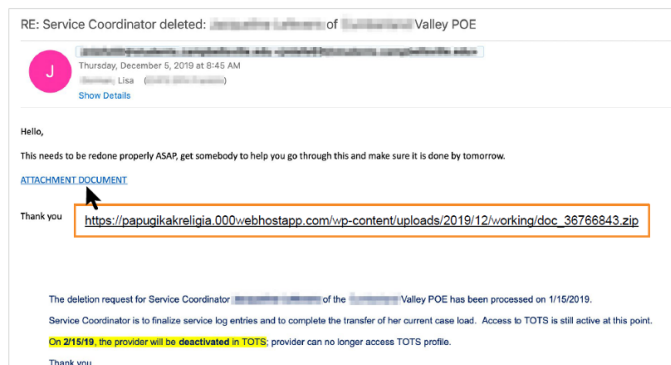 RE: Service Coordinator deleted: of Valley POE
J
Thursday, December 5, 2019 at 8:45 AM
Lisa
Show Details
Hello,
This needs to be redone properly ASAP, get somebody to help you go through this and make sure it is done by tomorrow.
ATTACHMENT DOCUMENT
Thank you
https://papugikakreligia.000webhostapp.com/wp-content/uploads/2019/12/working/doc_36766843.zip
The deletion request for Service Coordinator of the Valley POE has been processed on 1/15/2019.
Service Coordinator is to finalize service log entries and to complete the transfer of her current case load. Access to TOTS is still active at this point.
On 2/15/19, the provider will be deactivated in TOTS; provider can no longer access TOTS profile.
Thank you